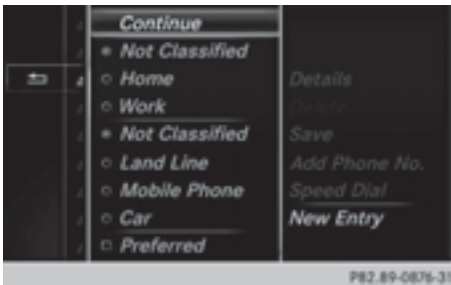 Continue
Not Classified
Home
Work
Not Classified
Land Line
Mobile Phone
Car
Preferred
Details
Delete
Save
Add Phone No.
Speed Dial
New Entry
P82.89-0876-31